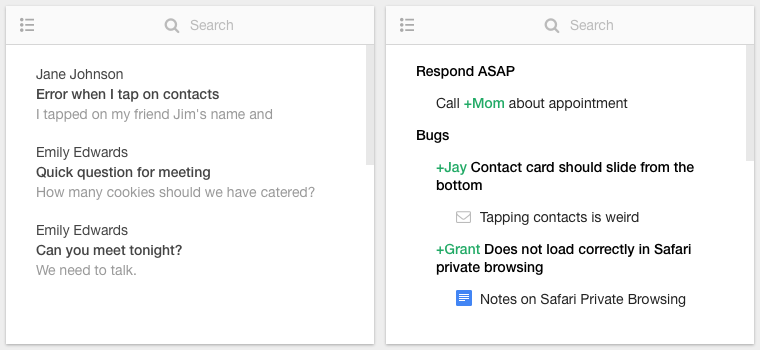 Search
Jane Johnson
Error when I tap on contacts
I tapped on my friend Jim's name and
Emily Edwards
Quick question for meeting
How many cookies should we have catered?
Emily Edwards
Can you meet tonight?
We need to talk.
Search
Respond ASAP
Call +Mom about appointment
Bugs
+Jay Contact card should slide from the
bottom
Tapping contacts is weird
+Grant Does not load correctly in Safari
private browsing
Notes on Safari Private Browsing